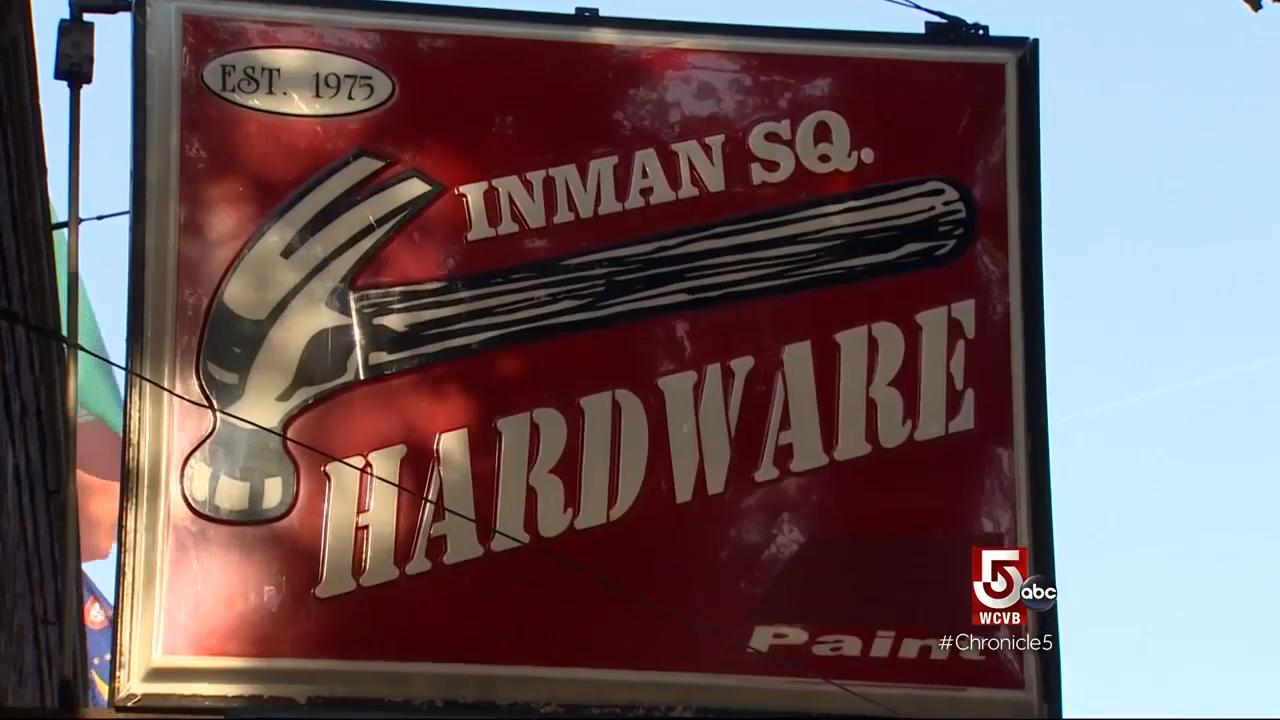 EST. 1975
INMAN SQ.
HARDWARE
Paint
5 abc
WCVB
#Chronicle5